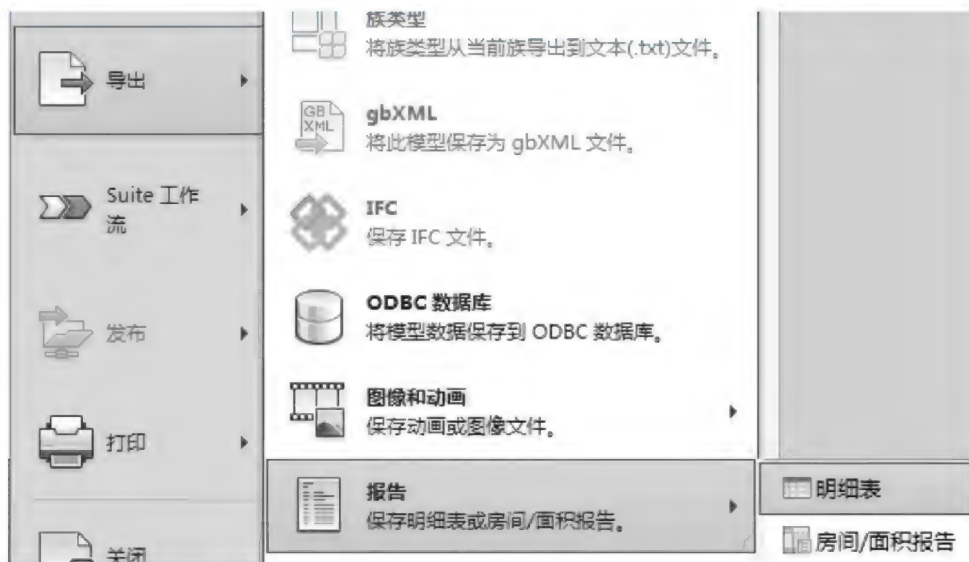 导出
Suite 工作
流
发布
打印
关闭
族类型
将族类型从当前族导出到文本(.txt)文件。
GB
XML
gbXML
将此模型保存为 gbXML 文件。
IFC
保存 IFC 文件。
ODBC 数据库
将模型数据保存到 ODBC 数据库。
图像和动画
保存动画或图像文件。
报告
保存明细表或房间/面积报告。
明细表
房间/面积报告